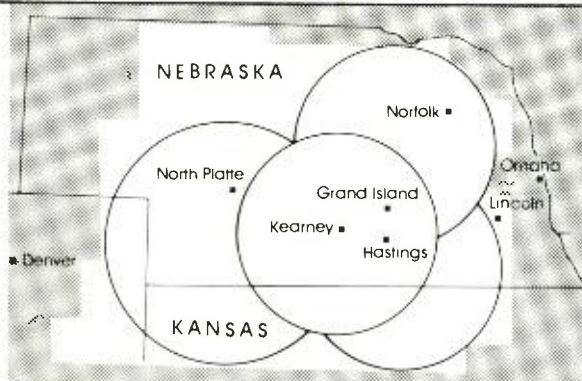 NEBRASKA
Norfolk
North Platte
Omaha
Grand Island
Lincoln
Kearney
Hastings
Denver
KANSAS